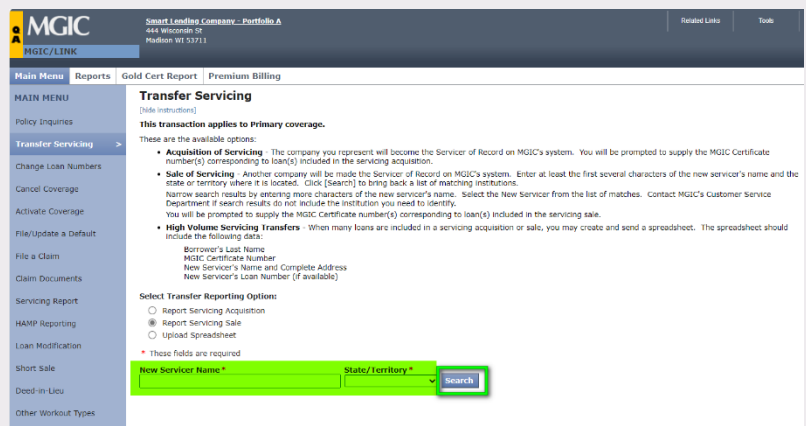 QA
MGIC
MGIC/LINK
Smart Lending Company - Portfolio A
444 Wisconsin St
Madison WI 53711
Related Links
Tools
Main Menu
Reports
Gold Cert Report
Premium Billing
MAIN MENU
Policy Inquiries
Transfer Servicing >
Change Loan Numbers
Cancel Coverage
Activate Coverage
File/Update a Default
File a Claim
Claim Documents
Servicing Report
HAMP Reporting
Loan Modification
Short Sale
Deed-in-Lieu
Other Workout Types
Transfer Servicing
[hide instructions]
This transaction applies to Primary coverage.
These are the available options:
• Acquisition of Servicing - The company you represent will become the Servicer of Record on MGIC's system. You will be prompted to supply the MGIC Certificate
number(s) corresponding to loan(s) included in the servicing acquisition.
• Sale of Servicing - Another company will be made the Servicer of Record on MGIC's system. Enter at least the first several characters of the new servicer's name and the
state or territory where it is located. Click [Search] to bring back a list of matching institutions.
Narrow search results by entering more characters of the new servicer's name. Select the New Servicer from the list of matches. Contact MGIC's Customer Service
Department if search results do not include the institution you need to identify.
You will be prompted to supply the MGIC Certificate number(s) corresponding to loan(s) included in the servicing sale.
• High Volume Servicing Transfers - When many loans are included in a servicing acquisition or sale, you may create and send a spreadsheet. The spreadsheet should
include the following data:
Borrower's Last Name
MGIC Certificate Number
New Servicer's Name and Complete Address
New Servicer's Loan Number (if available)
Select Transfer Reporting Option:
Report Servicing Acquisition
Report Servicing Sale
Upload Spreadsheet
* These fields are required
New Servicer Name *
State/Territory *
Search